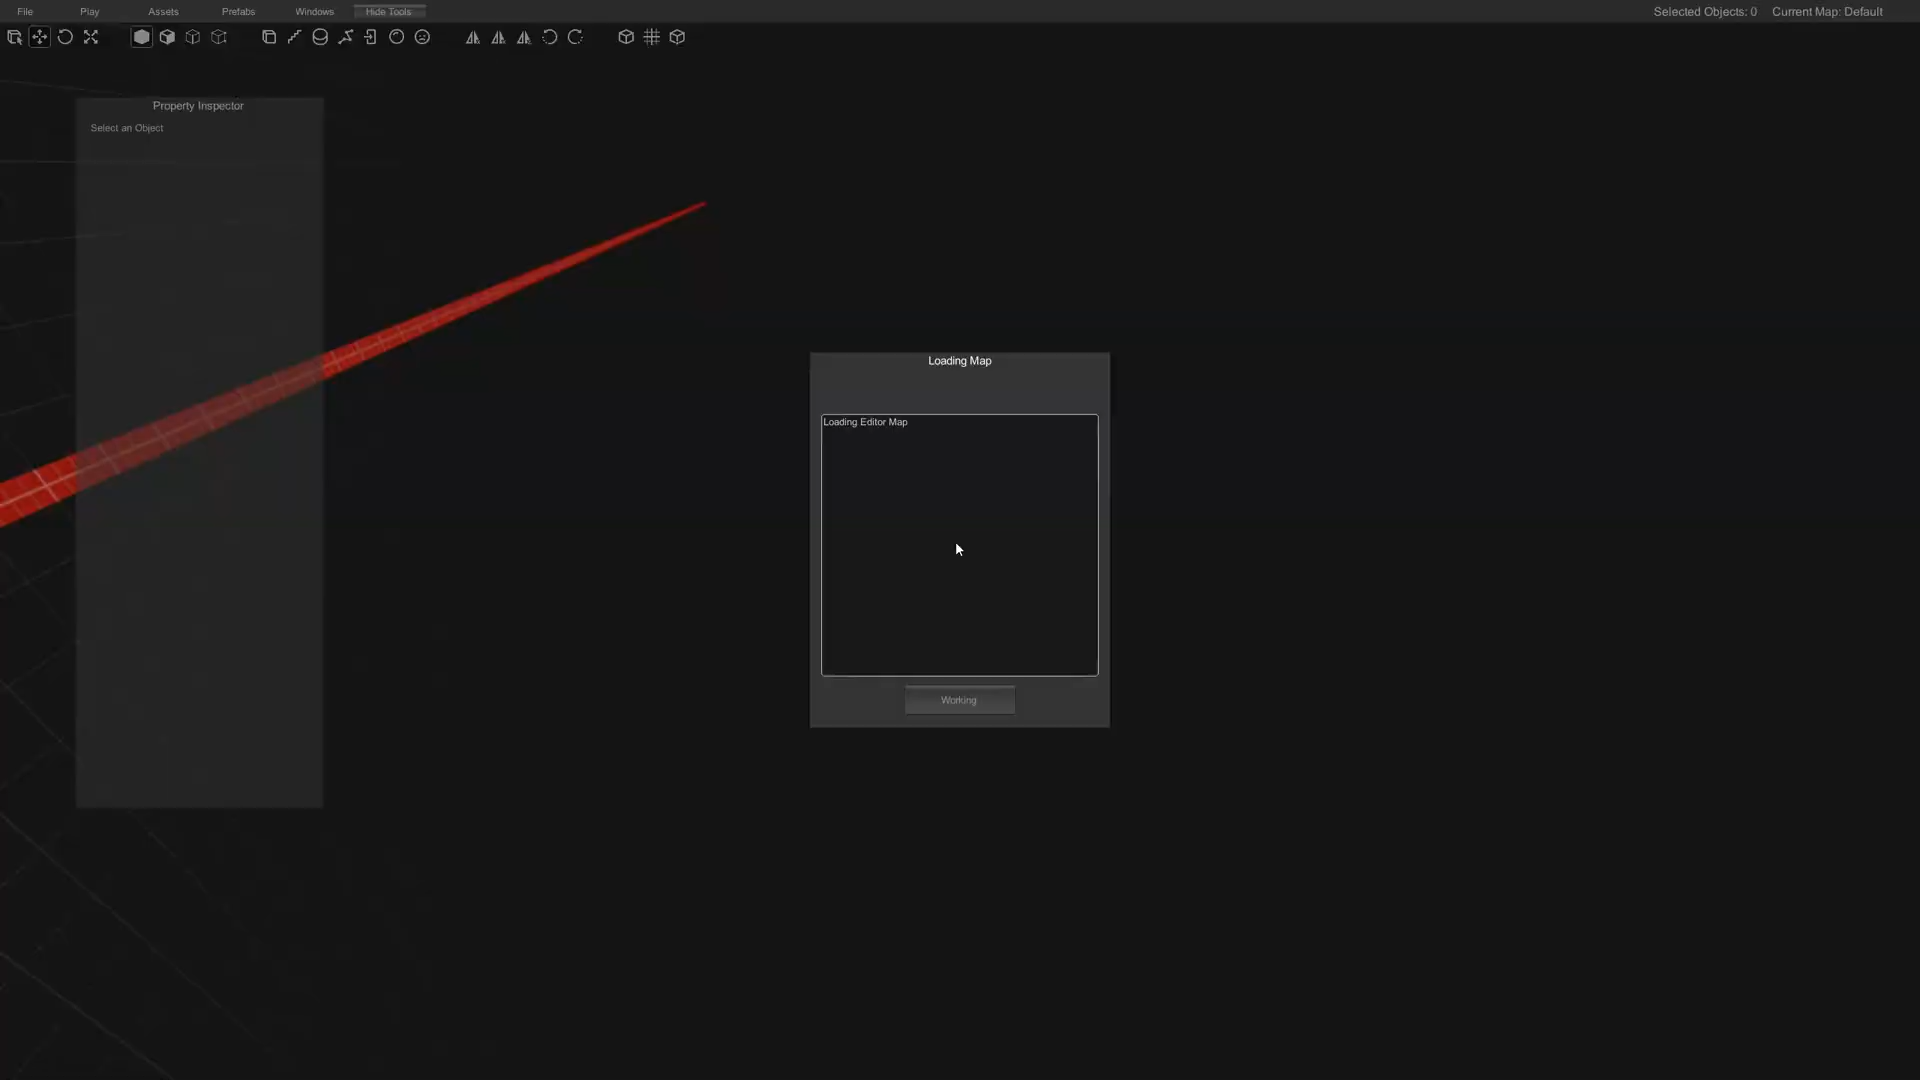 File Play Assets Prefabs Windows Hide Tools Selected Objects: 0 Current Map: Default
Property Inspector
Select an Object
Loading Map
Loading Editor Map
Working